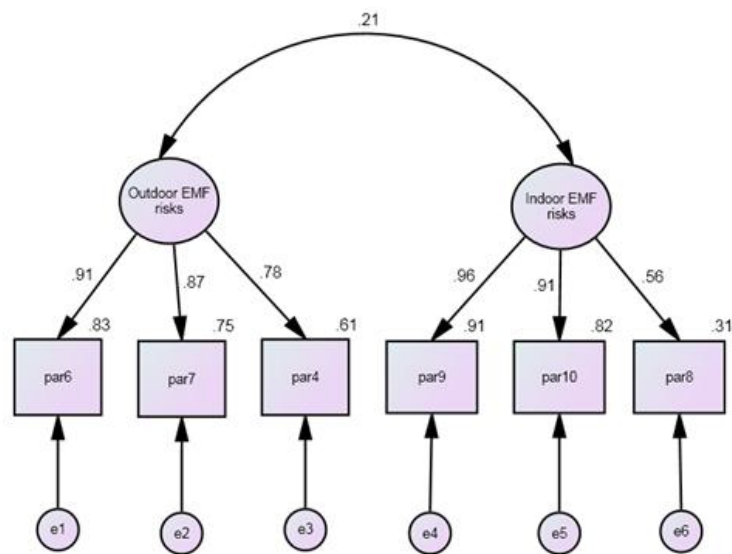 .21
Outdoor EMF
risks
Indoor EMF
risks
.91
.87
.78
.96
.91
.56
.83
.75
.61
.91
.82
.31
par6
par7
par4
par9
par10
par8
e1
e2
e3
e4
e5
e6